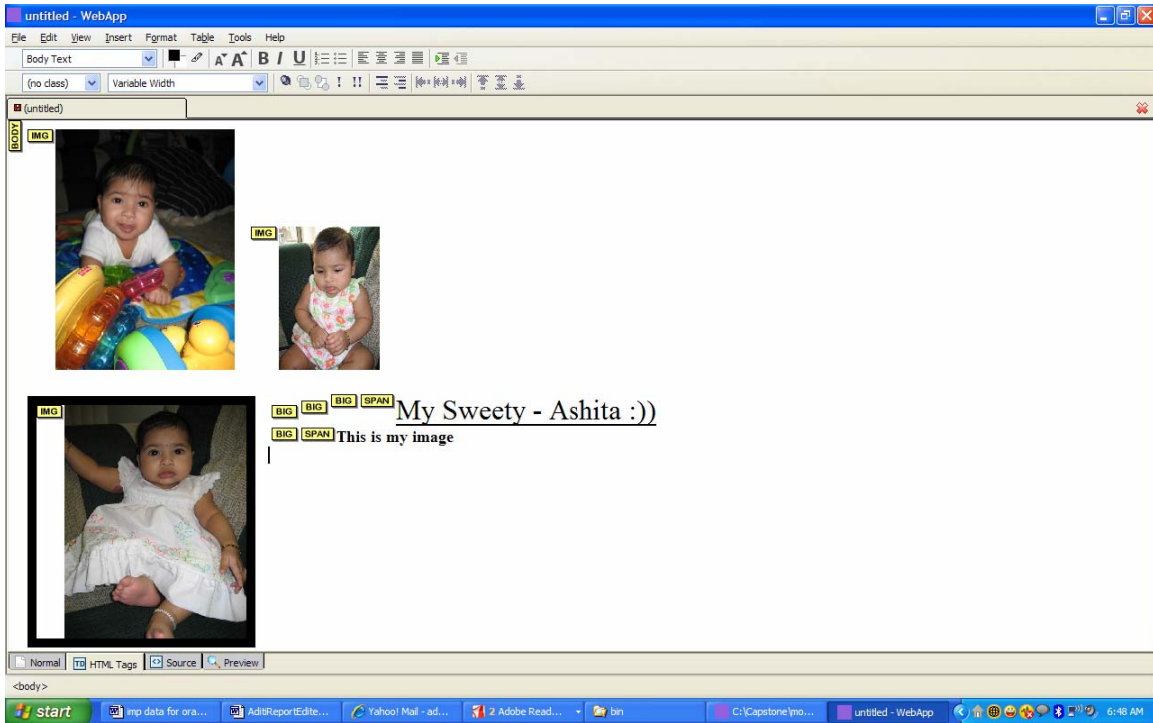 untitled - WebApp
File Edit View Insert Format Table Tools Help
Body Text
A A B I U
(no class) Variable Width ! !!
(untitled)
BODY
IMG
IMG
IMG
BIG BIG BIG SPAN My Sweety - Ashita :))
BIG SPAN This is my image
Normal TD HTML Tags Source Preview
<body>
start imp data for ora... AditiReportEdite... Yahoo! Mail - ad... 2 Adobe Read... bin C:\Capstone\mo... untitled - WebApp 6:48 AM